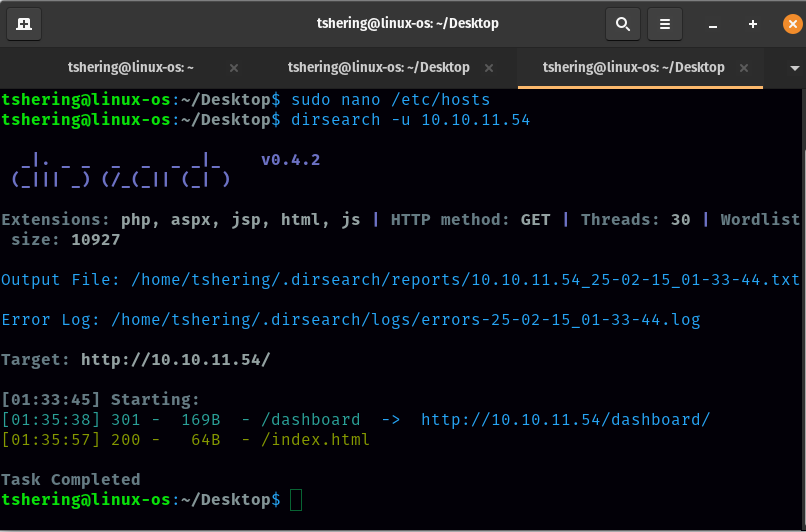 tshering@linux-os: ~/Desktop
tshering@linux-os: ~
tshering@linux-os: ~/Desktop
tshering@linux-os: ~/Desktop
tshering@linux-os:~/Desktop$ sudo nano /etc/hosts
tshering@linux-os:~/Desktop$ dirsearch -u 10.10.11.54
  _|. _ _  _  _  _ _|_    v0.4.2
 (_||| _) (/_(_|| (_| )
Extensions: php, aspx, jsp, html, js | HTTP method: GET | Threads: 30 | Wordlist
 size: 10927
Output File: /home/tshering/.dirsearch/reports/10.10.11.54_25-02-15_01-33-44.txt
Error Log: /home/tshering/.dirsearch/logs/errors-25-02-15_01-33-44.log
Target: http://10.10.11.54/
[01:33:45] Starting:
[01:35:38] 301 -  169B  - /dashboard  ->  http://10.10.11.54/dashboard/
[01:35:57] 200 -   64B  - /index.html
Task Completed
tshering@linux-os:~/Desktop$